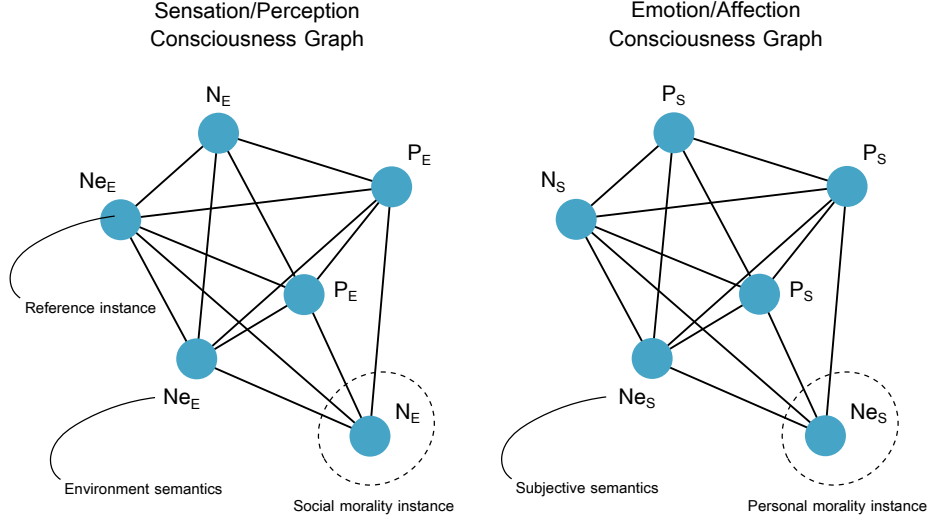 Sensation/Perception
Consciousness Graph
N_E
P_E
Ne_E
P_E
Reference instance
Ne_E
N_E
Environment semantics
Social morality instance
Emotion/Affection
Consciousness Graph
P_S
P_S
N_S
P_S
Ne_S
Ne_S
Subjective semantics
Personal morality instance